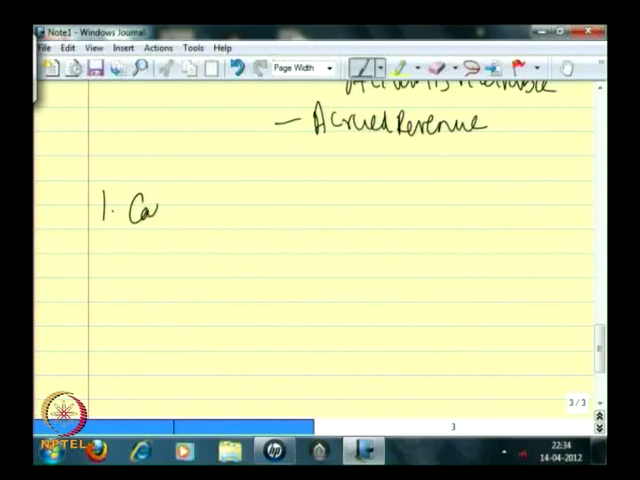 Note1 - Windows Journal
File Edit View Insert Actions Tools Help
Page Width
— Accrued Revenue
1. Ca
3 / 3
3
NPTEL
22:34
14-04-2012